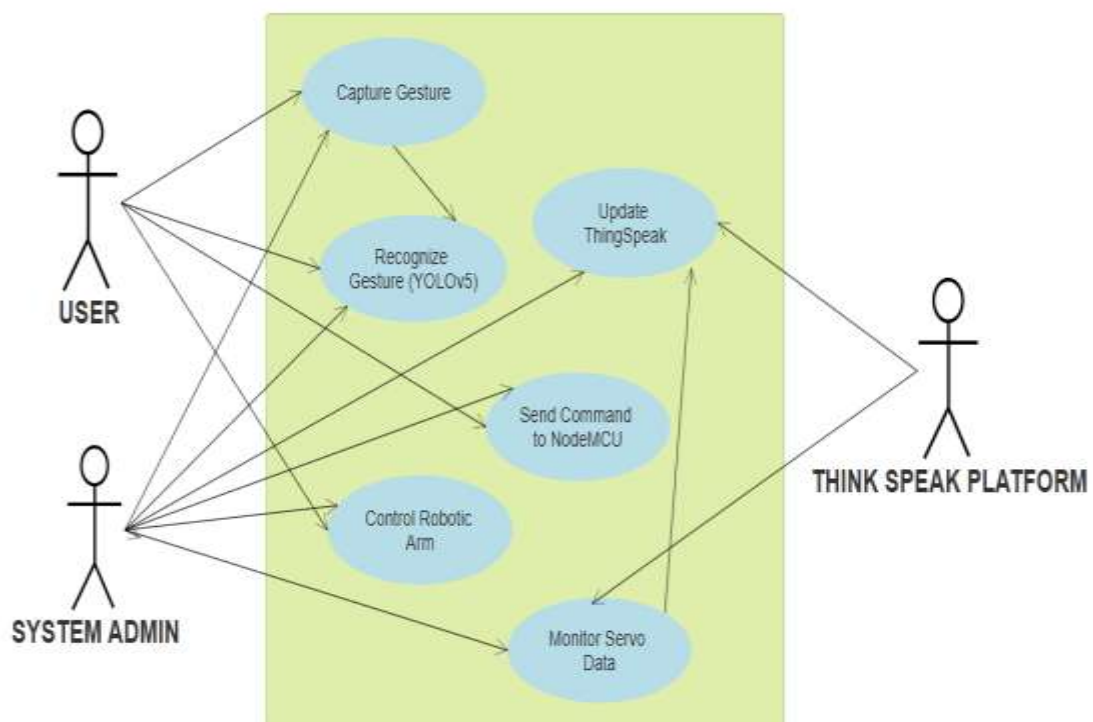 Capture Gesture
Update
ThingSpeak
Recognize
Gesture (YOLOv5)
USER
Send Command
to NodeMCU
THINK SPEAK PLATFORM
Control Robotic
Arm
SYSTEM ADMIN
Monitor Servo
Data